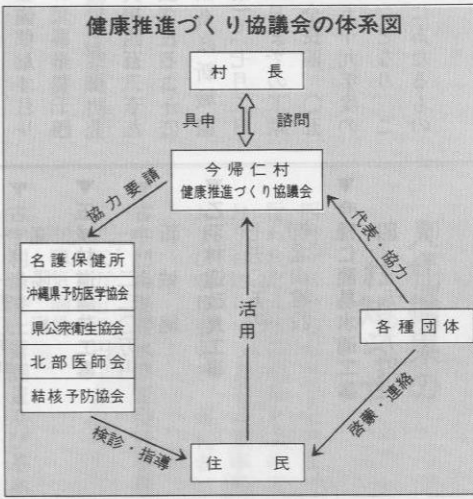 健康推進づくり協議会の体系図
村　長
具申
諮問
今帰仁村
健康推進づくり協議会
協力要請
代表・協力
名護保健所
沖縄県予防医学協会
県公衆衛生協会
北部医師会
結核予防協会
活用
各種団体
検診・指導
啓蒙・連絡
住　民